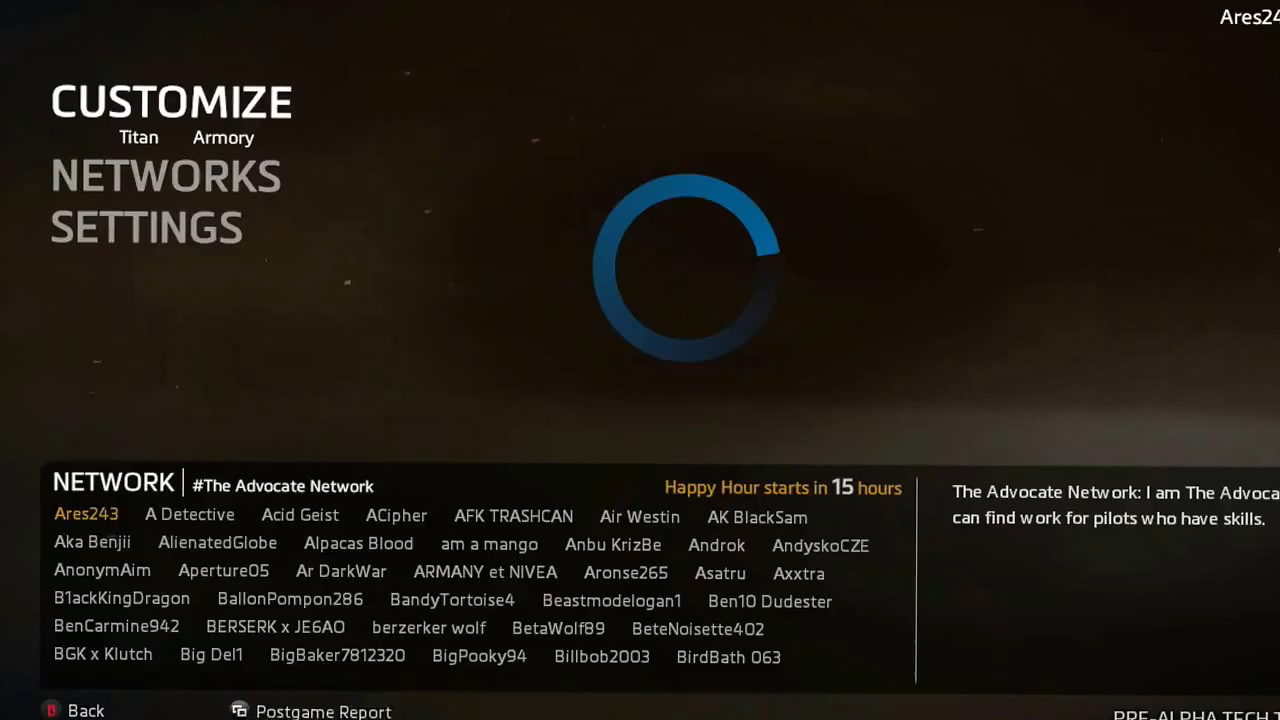 Ares24
CUSTOMIZE
Titan Armory
NETWORKS
SETTINGS
NETWORK | #The Advocate Network Happy Hour starts in 15 hours
Ares243 A Detective Acid Geist ACipher AFK TRASHCAN Air Westin AK BlackSam
Aka Benjii AlienatedGlobe Alpacas Blood am a mango Anbu KrizBe Androk AndyskoCZE
AnonymAim Aperture05 Ar DarkWar ARMANY et NIVEA Aronse265 Asatru Axxtra
B1ackKingDragon BallonPompon286 BandyTortoise4 Beastmodelogan1 Ben10 Dudester
BenCarmine942 BERSERK x JE6AO berzerker wolf BetaWolf89 BeteNoisette402
BGK x Klutch Big Del1 BigBaker7812320 BigPooky94 Billbob2003 BirdBath 063
The Advocate Network: I am The Advoca
can find work for pilots who have skills.
B Back Postgame Report
PRE-ALPHA TECH T